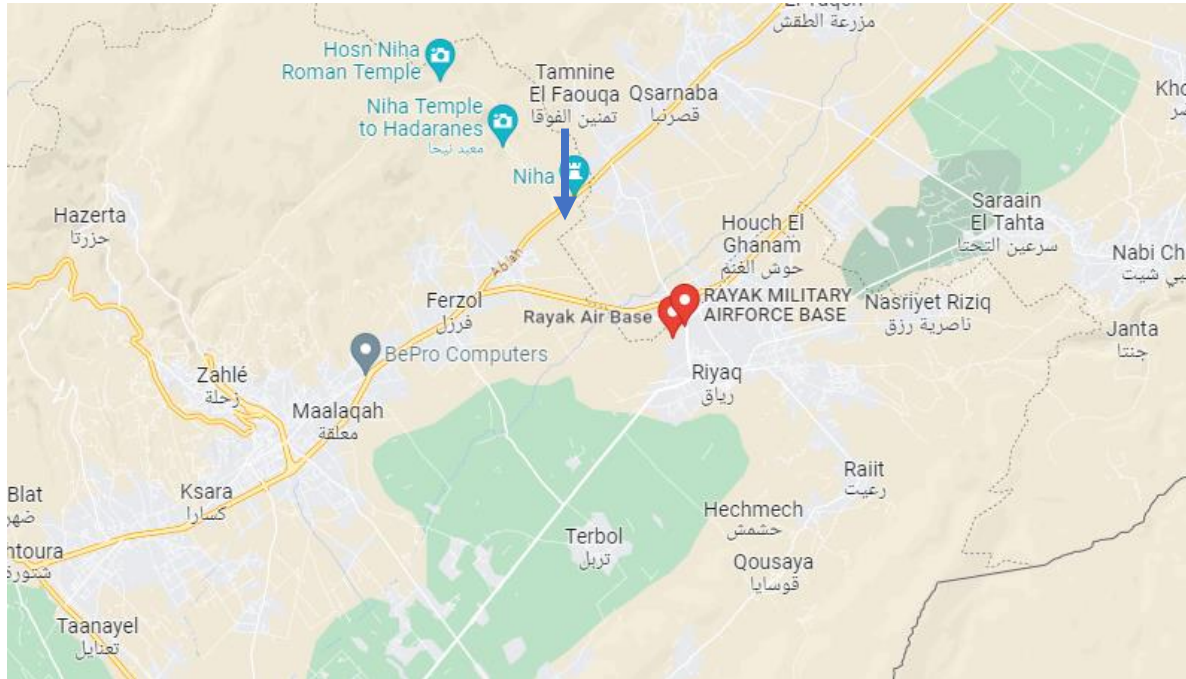 مزرعة الطقش
Hosn Niha
Roman Temple
Tamnine
El Faouqa
تمنين الفوقا
Qsarnaba
قصرنبا
Niha Temple
to Hadaranes
معبد نيحا
Niha
Hazerta
حزرتا
Saraain
El Tahta
سرعين التحتا
Houch El
Ghanam
حوش الغنم
Nabi Ch
بي شيت
Ablah
Ferzol
فرزل
Rayak Air Base
RAYAK MILITARY
AIRFORCE BASE
Nasriyet Riziq
ناصرية رزق
Janta
جنتا
BePro Computers
Zahlé
زحلة
Riyaq
رياق
Maalaqah
معلقة
Raiit
رعيت
Blat
ضهر
Ksara
كسارا
Hechmech
حشمش
Terbol
تربل
ntoura
شتورة
Qousaya
قوسايا
Taanayel
تعنايل